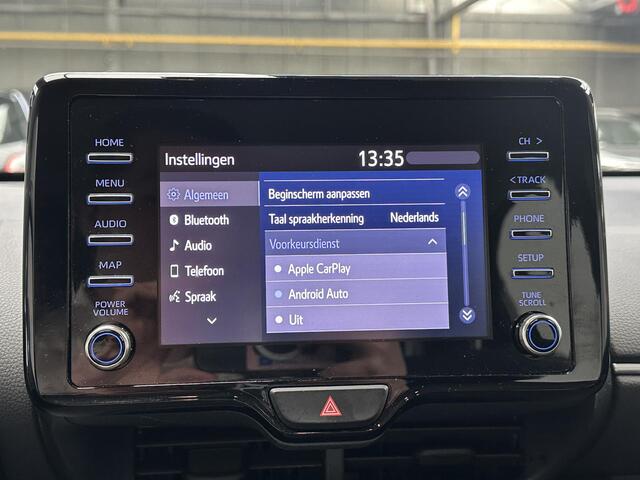 HOME
MENU
AUDIO
MAP
POWER
VOLUME
Instellingen 13:35
Algemeen
Bluetooth
Audio
Telefoon
Spraak
Beginscherm aanpassen
Taal spraakherkenning Nederlands
Voorkeursdienst
Apple CarPlay
Android Auto
Uit
CH >
< TRACK
PHONE
SETUP
TUNE
SCROLL